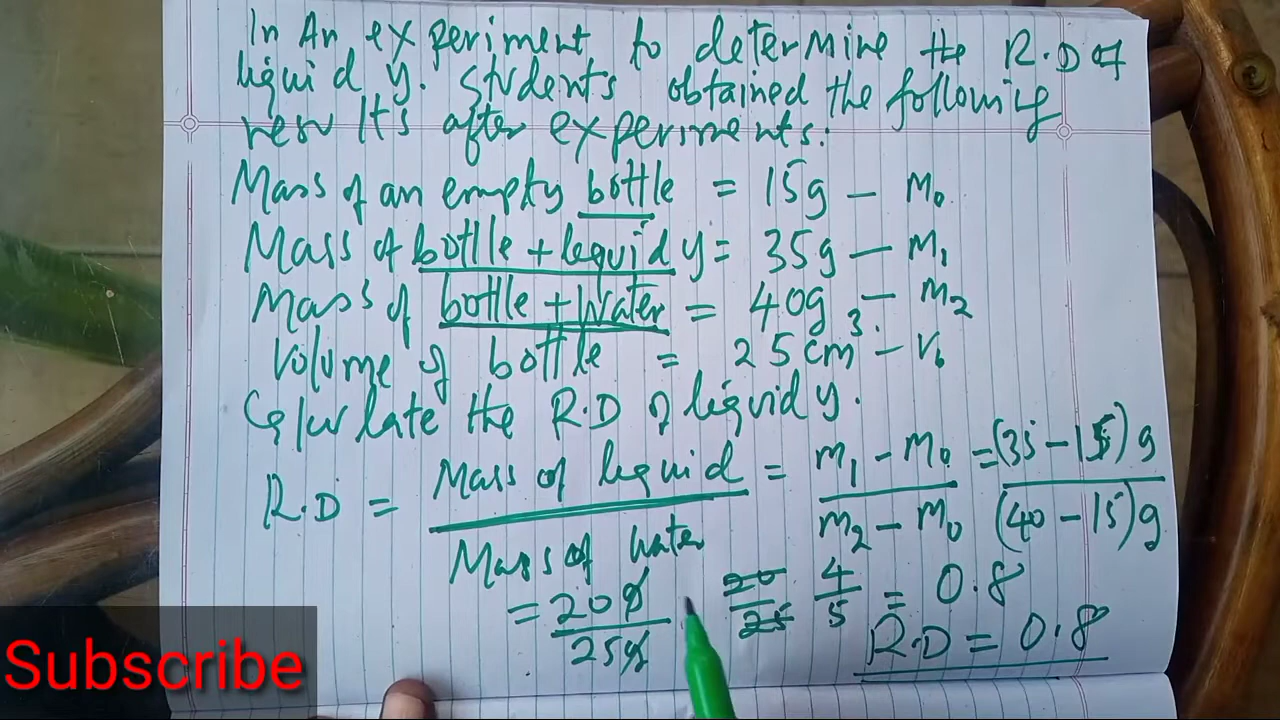 In An experiment to determine the R.D of
liquid y. Students obtained the following
results after experiments.
Mass of an empty bottle = 15g - M₀
Mass of bottle + liquid y = 35g - M₁
Mass of bottle + Water = 40g - M₂
Volume of bottle = 25cm³ - V₀
Calculate the R.D of liquid y.
R.D = Mass of liquid / Mass of water = M₁ - M₀ / M₂ - M₀ = (35 - 15)g / (40 - 15)g
= 20g / 25g 20 / 25 4 / 5 = 0.8
R.D = 0.8
Subscribe